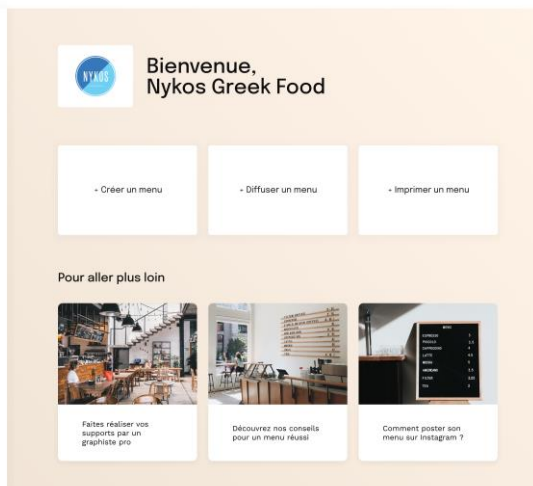 NYKOS
Bienvenue,
Nykos Greek Food
+ Créer un menu
+ Diffuser un menu
+ Imprimer un menu
Pour aller plus loin
Faites réaliser vos
supports par un
graphiste pro
Découvrez nos conseils
pour un menu réussi
Comment poster son
menu sur Instagram ?